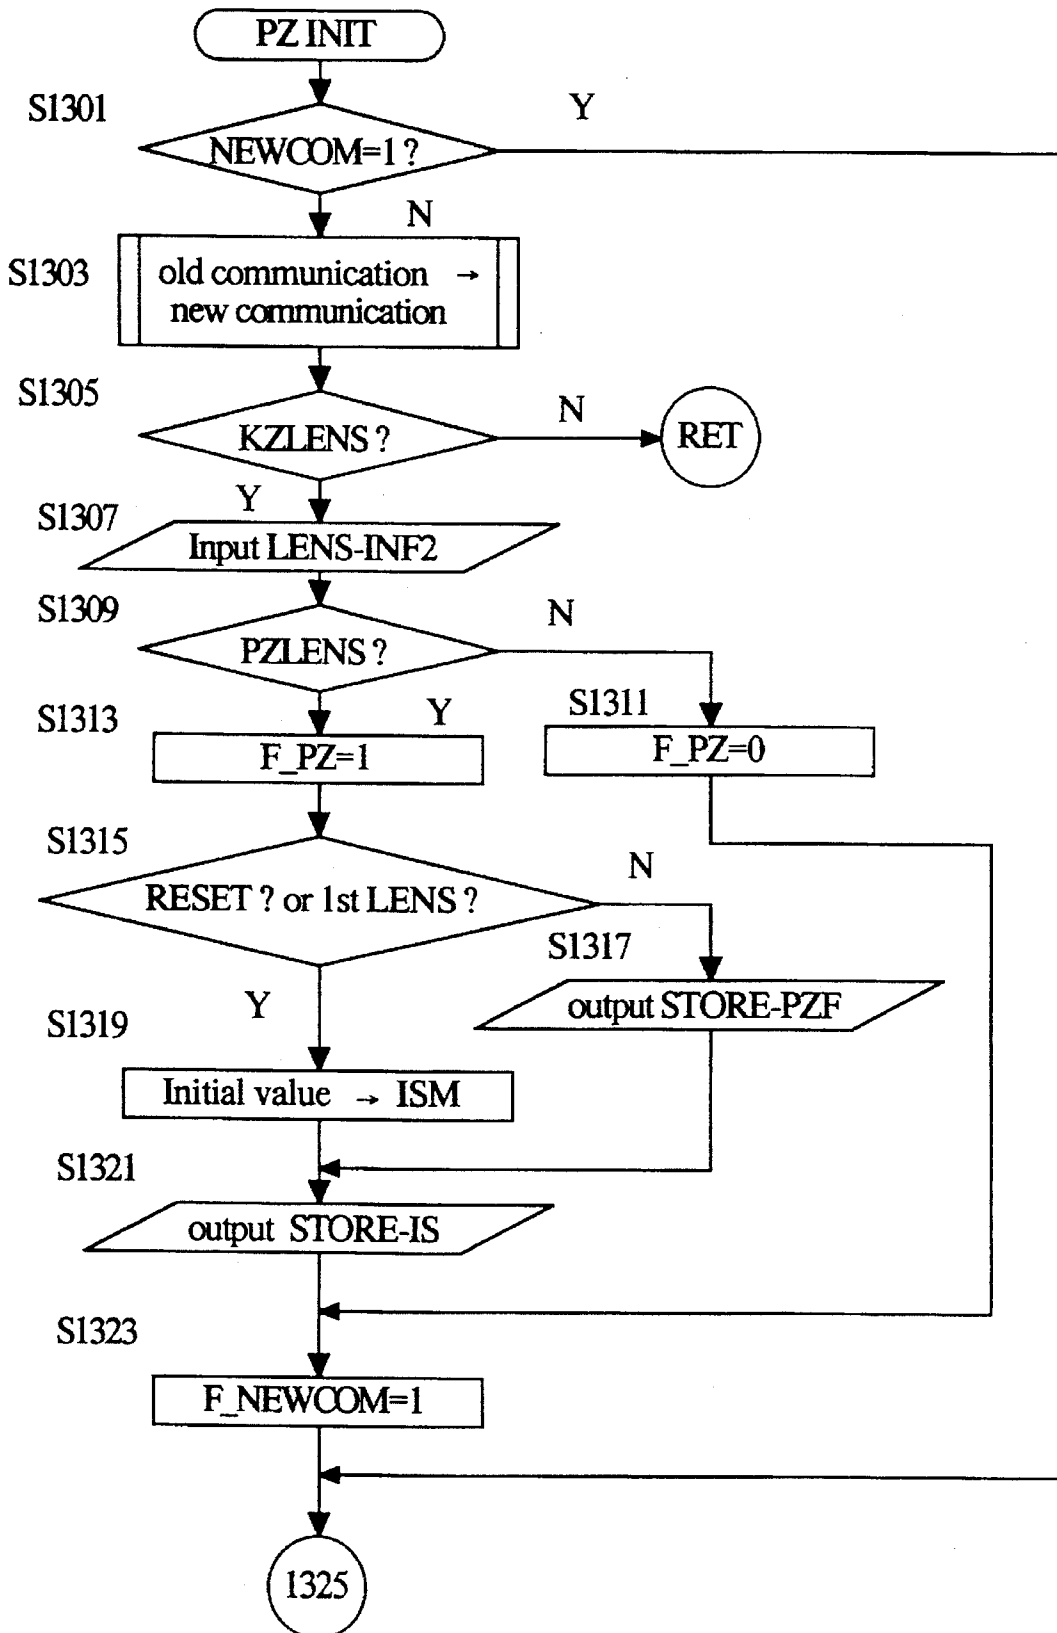 PZ INIT
S1301
Y
NEWCOM=1 ?
N
S1303
old communication →
new communication
S1305
KZLENS ?
N
RET
Y
S1307
Input LENS-INF2
S1309
N
PZLENS ?
S1313
Y
S1311
F_PZ=1
F_PZ=0
S1315
RESET ? or 1st LENS ?
N
S1317
Y
output STORE-PZF
S1319
Initial value → ISM
S1321
output STORE-IS
S1323
F_NEWCOM=1
1325